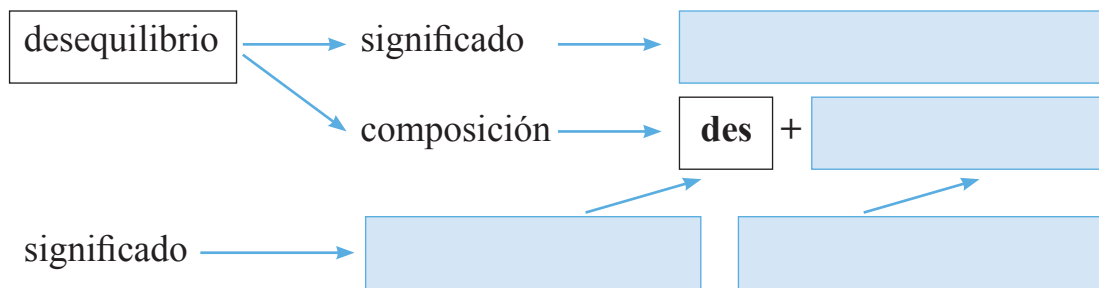 desequilibrio significado
composición des +
significado